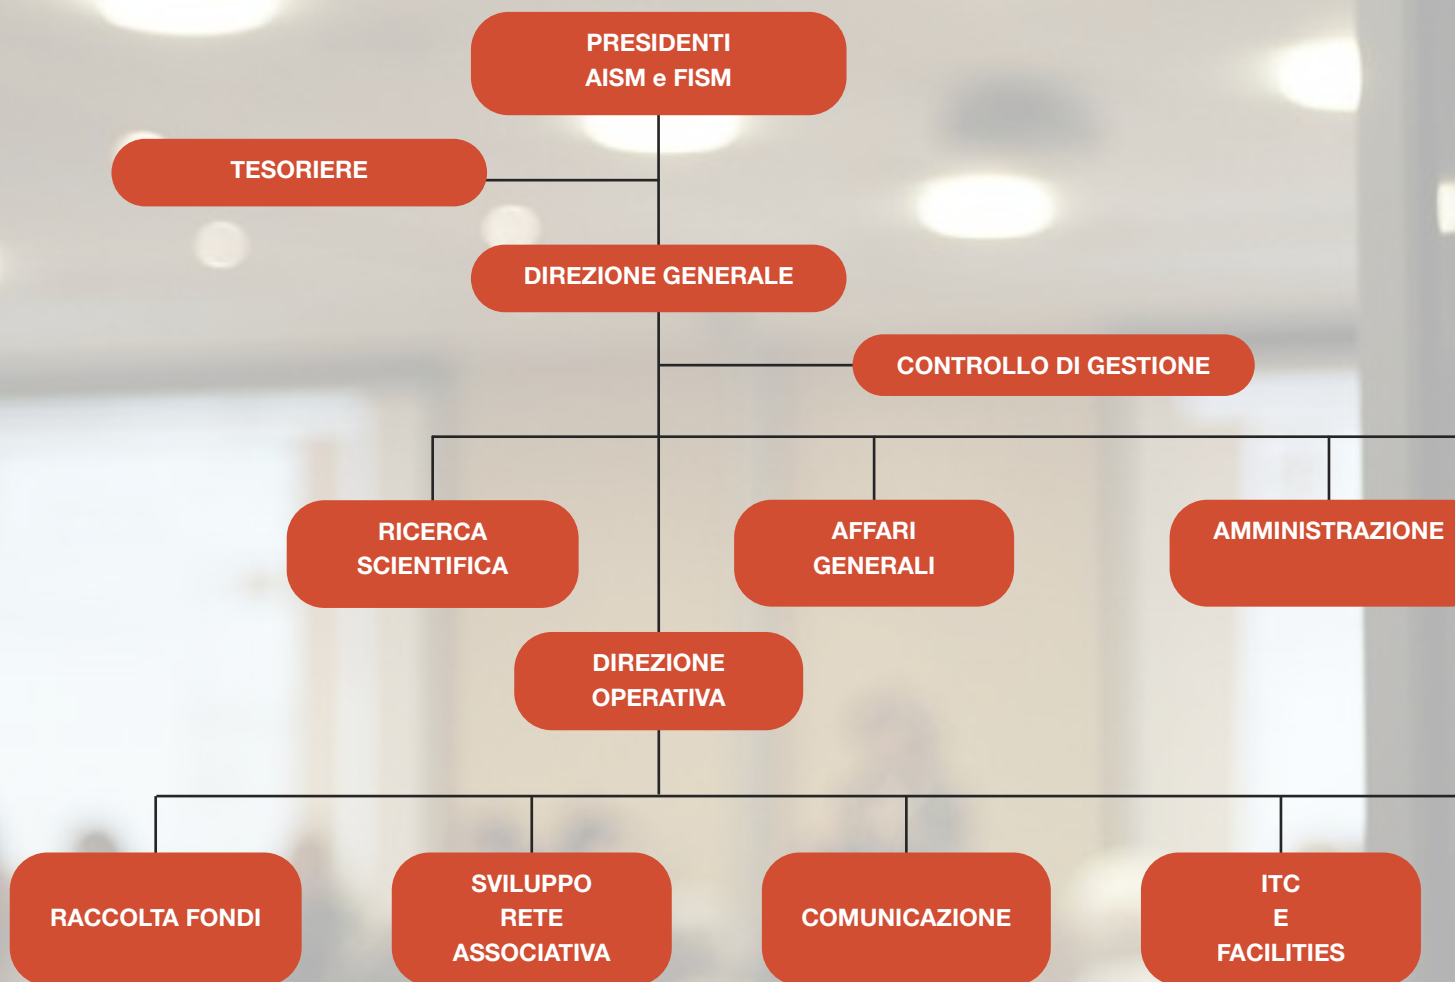 PRESIDENTI
AISM e FISM
TESORIERE
DIREZIONE GENERALE
CONTROLLO DI GESTIONE
RICERCA
SCIENTIFICA
AFFARI
GENERALI
AMMINISTRAZIONE
DIREZIONE
OPERATIVA
RACCOLTA FONDI
SVILUPPO
RETE
ASSOCIATIVA
COMUNICAZIONE
ITC
E
FACILITIES